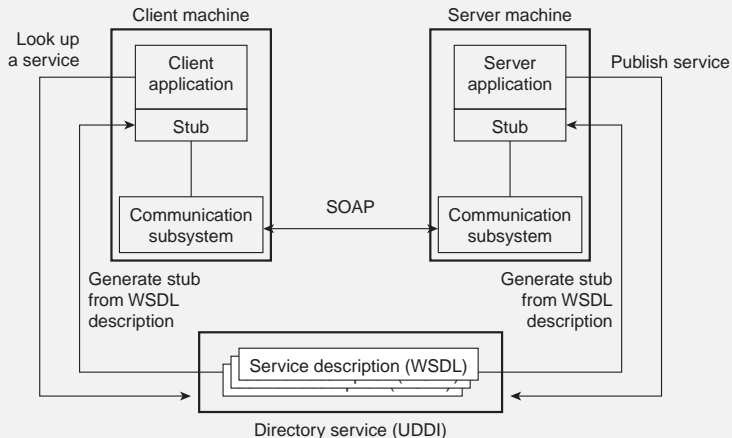 Client machine
Server machine
Look up
a service
Client
application
Stub
Communication
subsystem
Server
application
Stub
Communication
subsystem
Publish service
SOAP
Generate stub
from WSDL
description
Generate stub
from WSDL
description
Service description (WSDL)
Directory service (UDDI)